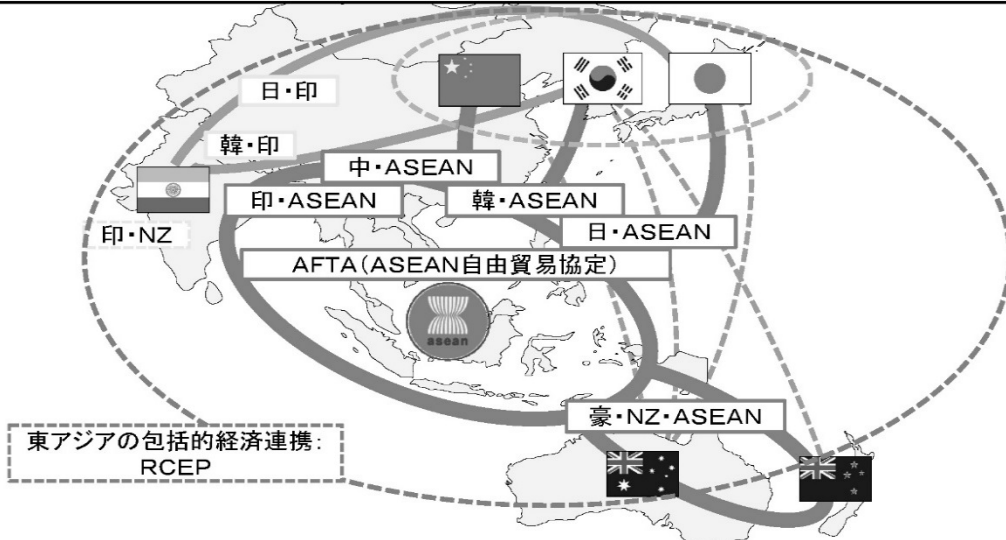 日・印
韓・印
中・ASEAN
印・ASEAN
韓・ASEAN
印・NZ
日・ASEAN
AFTA(ASEAN自由貿易協定)
asean
豪・NZ・ASEAN
東アジアの包括的経済連携:
RCEP